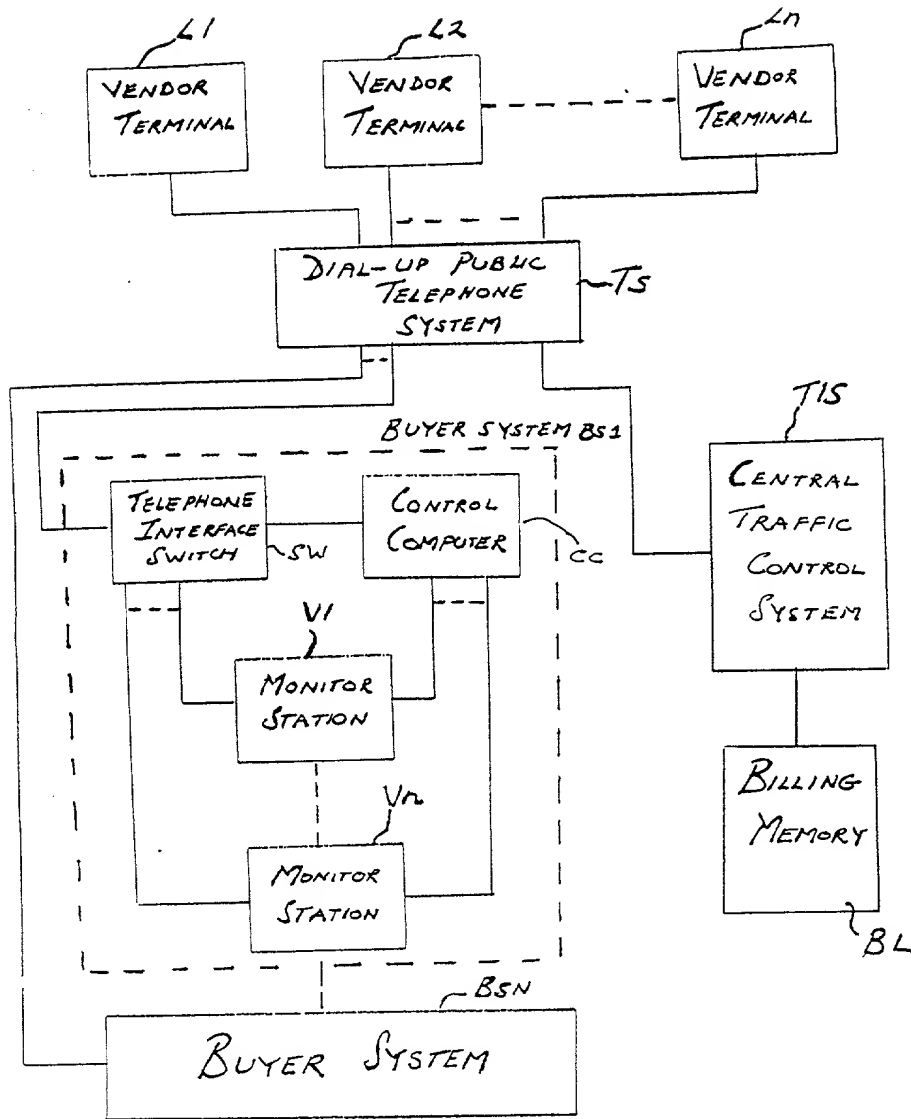 L1
L2
Ln
VENDOR
TERMINAL
VENDOR
TERMINAL
VENDOR
TERMINAL
DIAL-UP PUBLIC
TELEPHONE
SYSTEM
TS
BUYER SYSTEM BS1
T1S
TELEPHONE
INTERFACE
SWITCH
SW
CONTROL
COMPUTER
CC
CENTRAL
TRAFFIC
CONTROL
SYSTEM
V1
MONITOR
STATION
Vn
MONITOR
STATION
BILLING
MEMORY
BL
BSN
BUYER SYSTEM